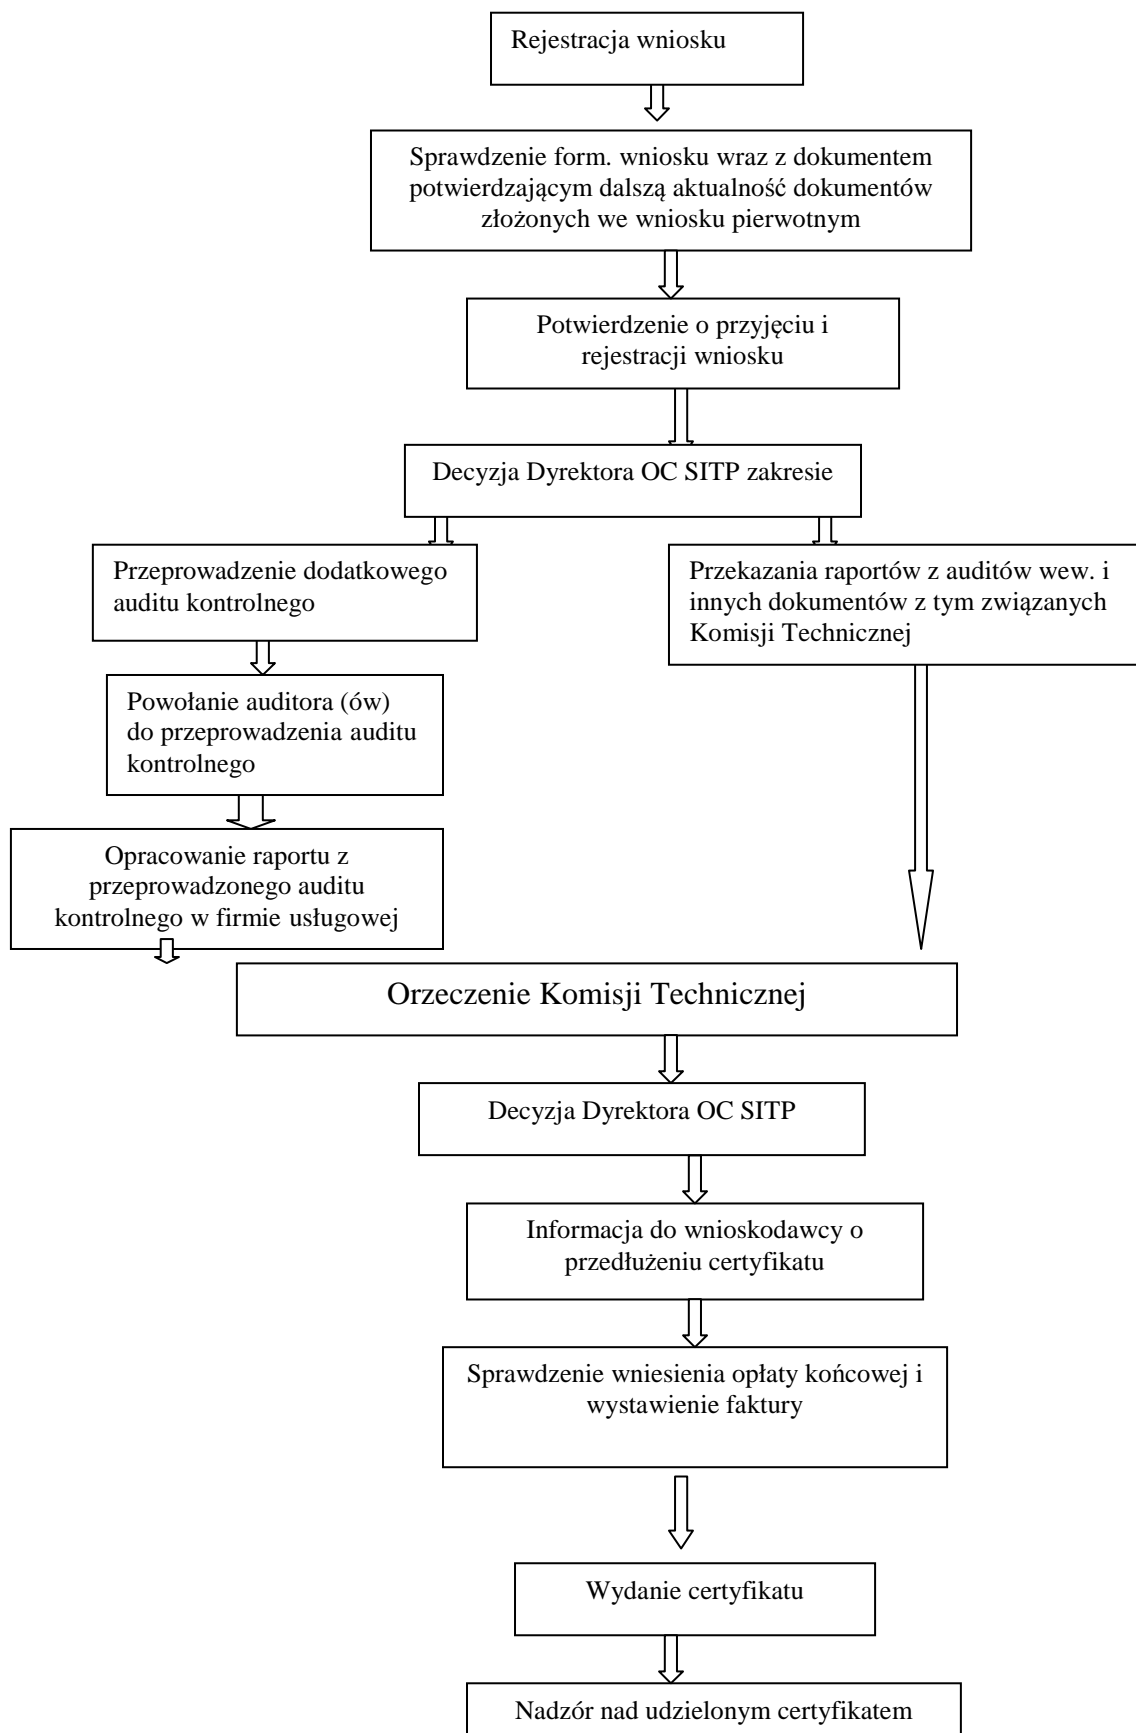 Rejestracja wniosku
Sprawdzenie form. wniosku wraz z dokumentem
potwierdzającym dalszą aktualność dokumentów
złożonych we wniosku pierwotnym
Potwierdzenie o przyjęciu i
rejestracji wniosku
Decyzja Dyrektora OC SITP zakresie
Przeprowadzenie dodatkowego
auditu kontrolnego
Przekazania raportów z auditów wew. i
innych dokumentów z tym związanych
Komisji Technicznej
Powołanie auditora (ów)
do przeprowadzenia auditu
kontrolnego
Opracowanie raportu z
przeprowadzonego auditu
kontrolnego w firmie usługowej
Orzeczenie Komisji Technicznej
Decyzja Dyrektora OC SITP
Informacja do wnioskodawcy o
przedłużeniu certyfikatu
Sprawdzenie wniesienia opłaty końcowej i
wystawienie faktury
Wydanie certyfikatu
Nadzór nad udzielonym certyfikatem